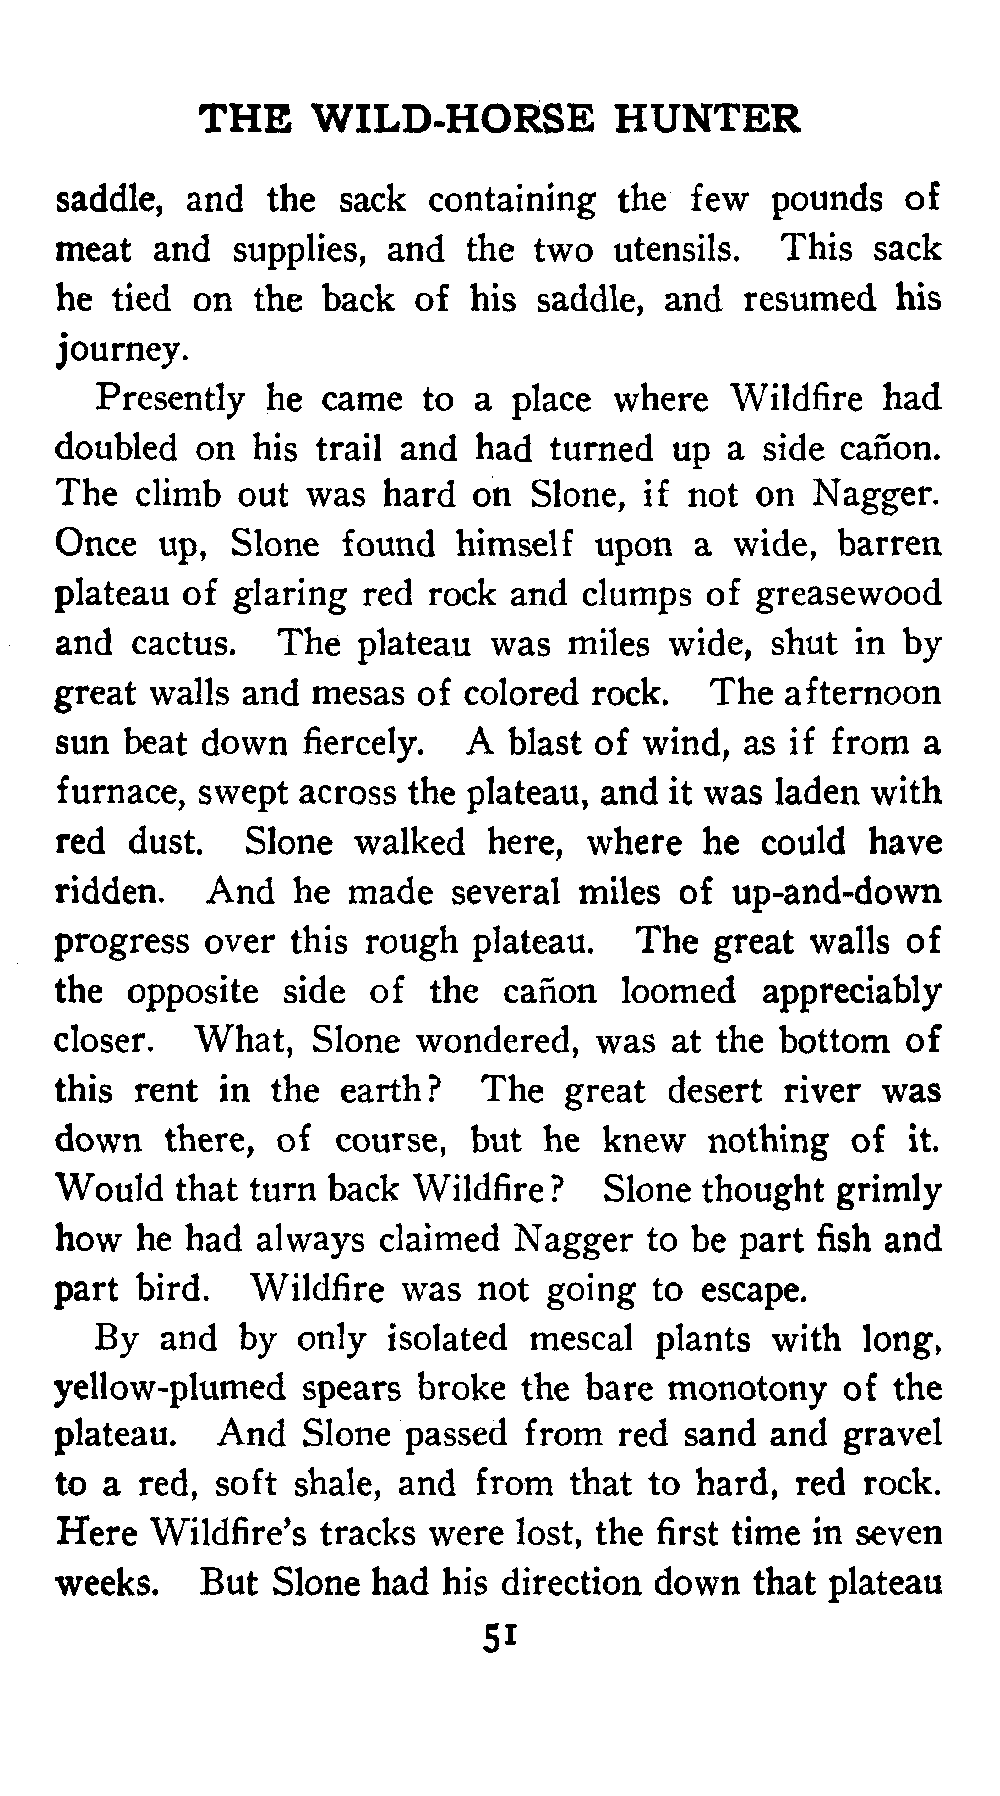 THE WILD-HORSE HUNTER
saddle, and the sack containing the few pounds of
meat and supplies, and the two utensils. This sack
he tied on the back of his saddle, and resumed his
journey.
Presently he came to a place where Wildfire had
doubled on his trail and had turned up a side cañon.
The climb out was hard on Slone, if not on Nagger.
Once up, Slone found himself upon a wide, barren
plateau of glaring red rock and clumps of greasewood
and cactus. The plateau was miles wide, shut in by
great walls and mesas of colored rock. The afternoon
sun beat down fiercely. A blast of wind, as if from a
furnace, swept across the plateau, and it was laden with
red dust. Slone walked here, where he could have
ridden. And he made several miles of up-and-down
progress over this rough plateau. The great walls of
the opposite side of the cañon loomed appreciably
closer. What, Slone wondered, was at the bottom of
this rent in the earth? The great desert river was
down there, of course, but he knew nothing of it.
Would that turn back Wildfire? Slone thought grimly
how he had always claimed Nagger to be part fish and
part bird. Wildfire was not going to escape.
By and by only isolated mescal plants with long,
yellow-plumed spears broke the bare monotony of the
plateau. And Slone passed from red sand and gravel
to a red, soft shale, and from that to hard, red rock.
Here Wildfire's tracks were lost, the first time in seven
weeks. But Slone had his direction down that plateau
51